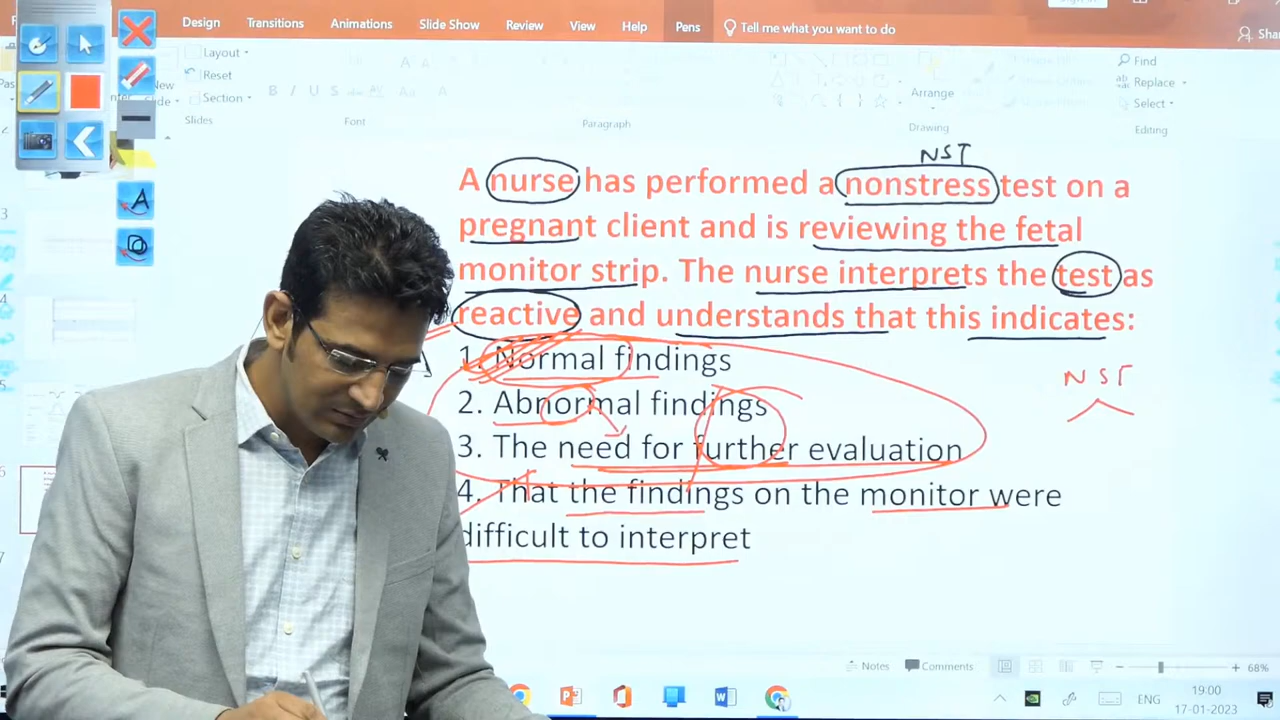 Design Transitions Animations Slide Show Review View Help Pens Tell me what you want to do
Layout
Reset
Section
Slides
Font
Paragraph
Arrange
Drawing
Find
Replace
Select
Editing
NST
A nurse has performed a nonstress test on a
pregnant client and is reviewing the fetal
monitor strip. The nurse interprets the test as
reactive and understands that this indicates:
1. Normal findings
2. Abnormal findings
3. The need for further evaluation
4. That the findings on the monitor were
difficult to interpret
NST
Notes Comments 68%
ENG 19:00
17-01-2023